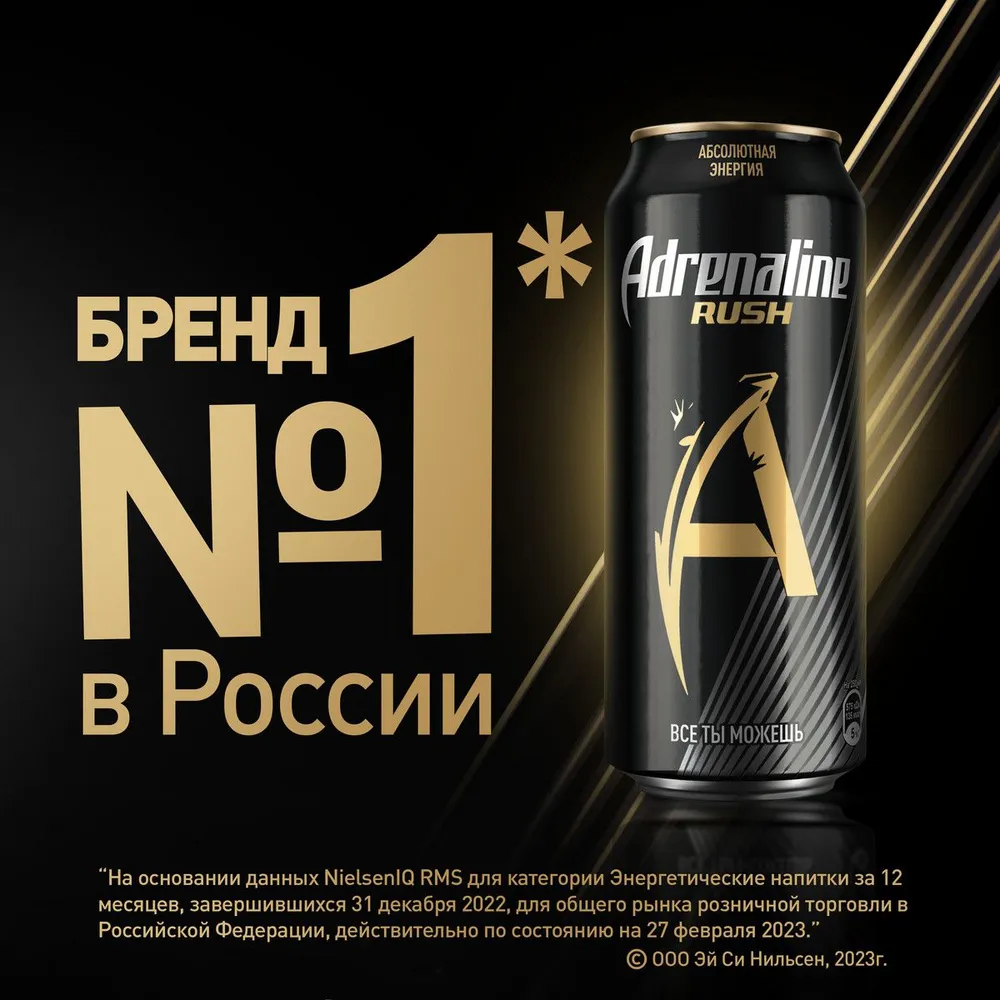 БРЕНД №1*
в России
АБСОЛЮТНАЯ
ЭНЕРГИЯ
Adrenaline
RUSH
ВСЕ ТЫ МОЖЕШЬ
“На основании данных NielsenIQ RMS для категории Энергетические напитки за 12
месяцев, завершившихся 31 декабря 2022, для общего рынка розничной торговли в
Российской Федерации, действительно по состоянию на 27 февраля 2023.”
© ООО Эй Си Нильсен, 2023г.